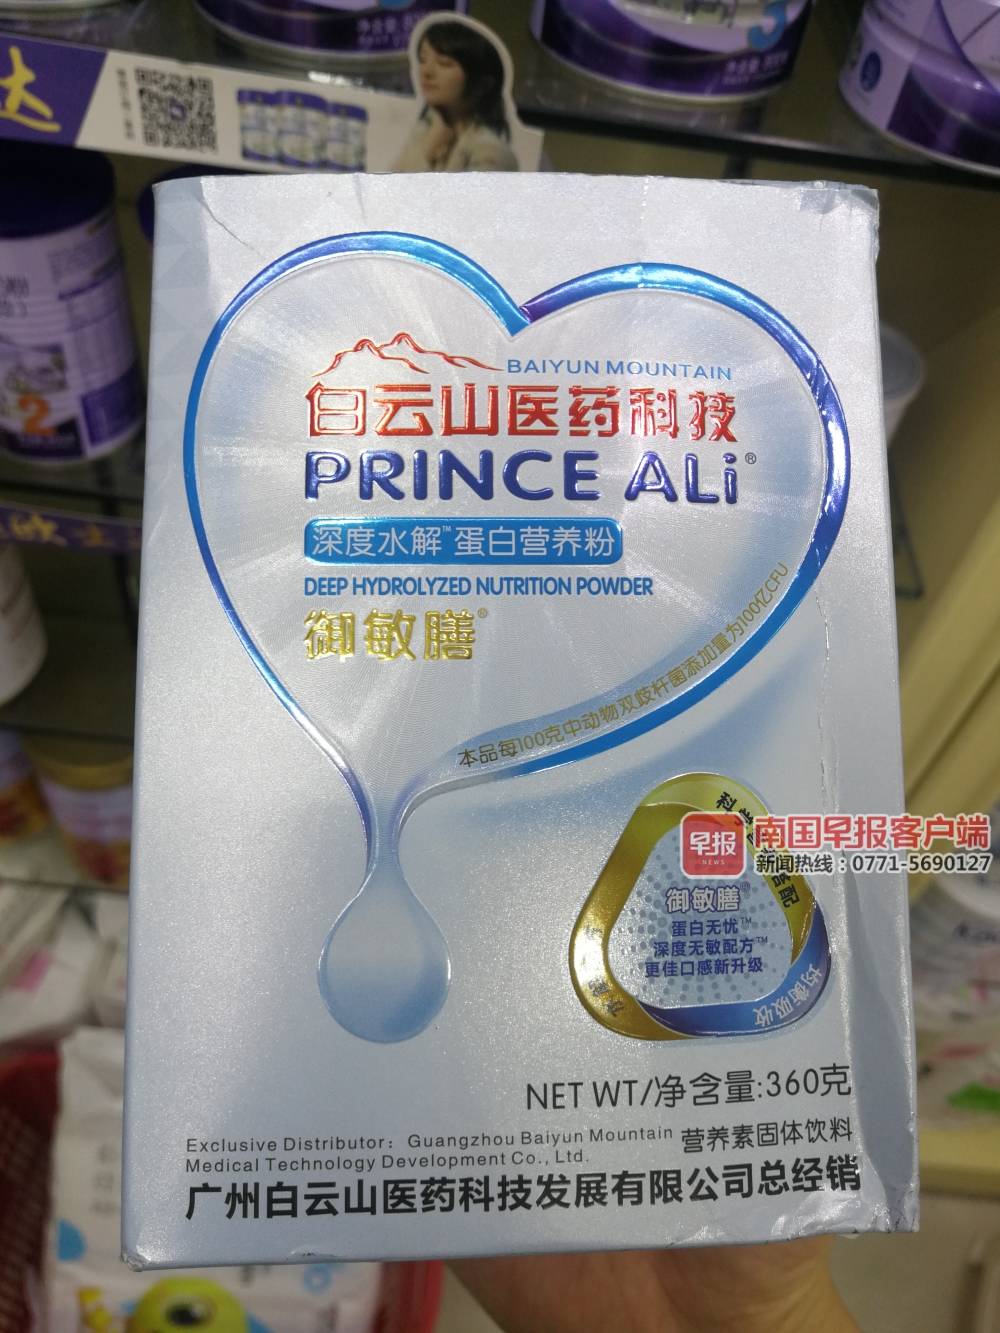 达
BAIYUN MOUNTAIN
白云山医药科技
PRINCE ALi®
深度水解™蛋白营养粉
DEEP HYDROLYZED NUTRITION POWDER
御敏膳®
本品每100克中动物双歧杆菌添加量为100亿CFU
早报
NEWS
南国早报客户端
新闻热线：0771-5690127
御敏膳®
蛋白无忧™
深度无敏配方™
更佳口感新升级
均衡吸收
NET WT/净含量:360克
营养素固体饮料
Exclusive Distributor: Guangzhou Baiyun Mountain
Medical Technology Development Co., Ltd.
广州白云山医药科技发展有限公司总经销
2
3